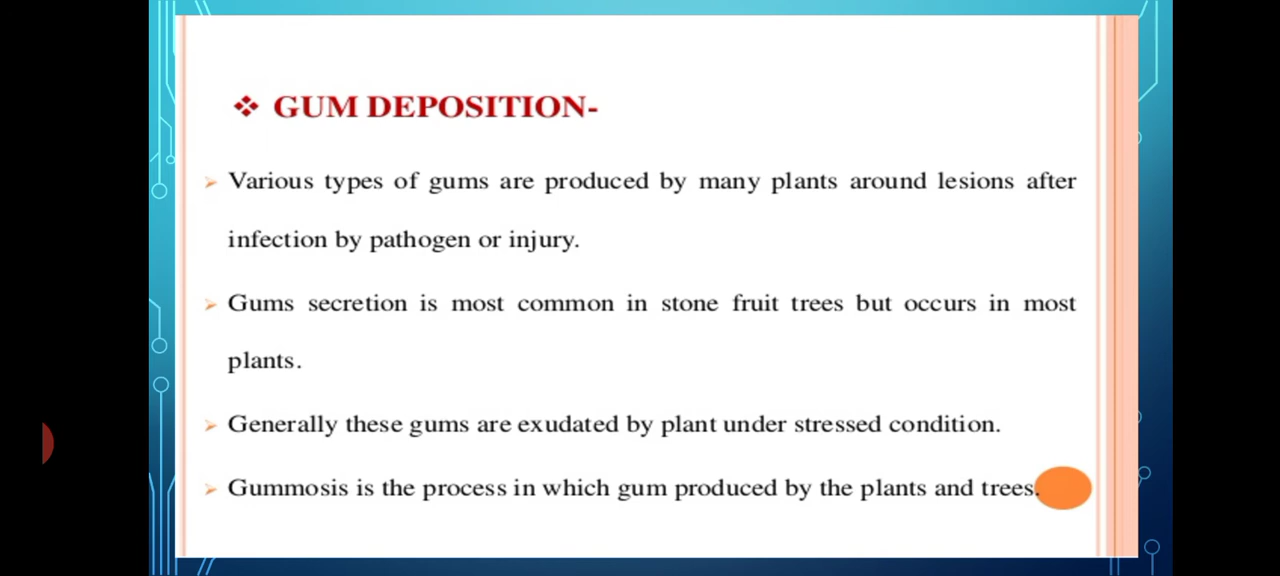 GUM DEPOSITION-
Various types of gums are produced by many plants around lesions after
infection by pathogen or injury.
Gums secretion is most common in stone fruit trees but occurs in most
plants.
Generally these gums are exudated by plant under stressed condition.
Gummosis is the process in which gum produced by the plants and trees.